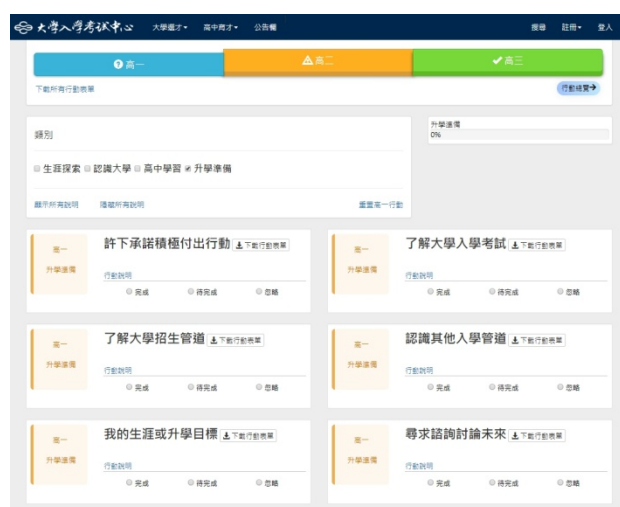 大學入學考試中心 大學選才 高中育才 公告欄 搜尋 註冊 登入
高一 高二 高三
下載所有行動表單 行動總覽
類別
升學準備
0%
生涯探索 認識大學 高中學習 升學準備
顯示所有說明 隱藏所有說明 重置高一行動
高一
升學準備
許下承諾積極付出行動 下載行動表單
行動說明
完成 待完成 忽略
高一
升學準備
了解大學入學考試 下載行動表單
行動說明
完成 待完成 忽略
高一
升學準備
了解大學招生管道 下載行動表單
行動說明
完成 待完成 忽略
高一
升學準備
認識其他入學管道 下載行動表單
行動說明
完成 待完成 忽略
高一
升學準備
我的生涯或升學目標 下載行動表單
行動說明
完成 待完成 忽略
高一
升學準備
尋求諮詢討論未來 下載行動表單
行動說明
完成 待完成 忽略